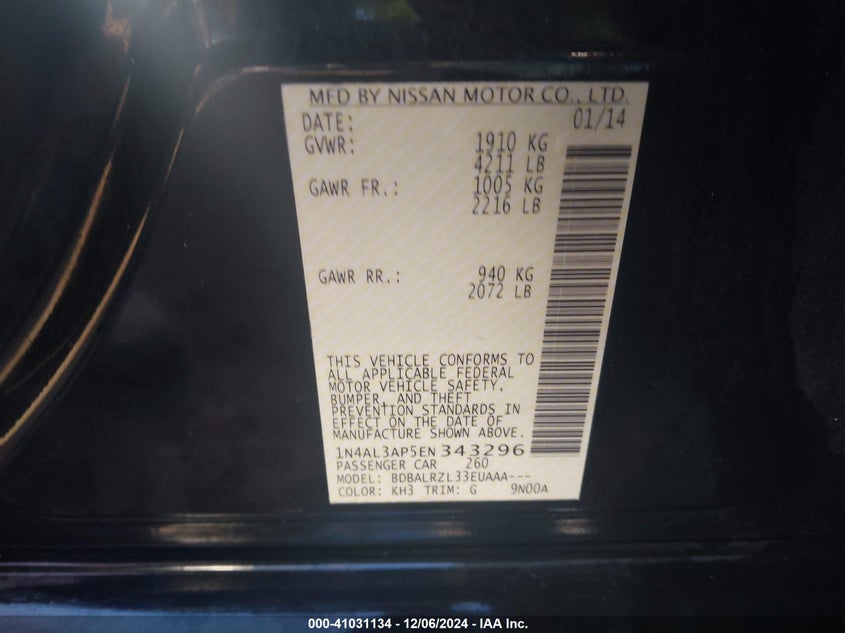 MFD BY NISSAN MOTOR CO., LTD.
DATE: 01/14
GVWR: 1910 KG
4211 LB
GAWR FR.: 1005 KG
2216 LB
GAWR RR.: 940 KG
2072 LB
THIS VEHICLE CONFORMS TO
ALL APPLICABLE FEDERAL
MOTOR VEHICLE SAFETY,
BUMPER, AND THEFT
PREVENTION STANDARDS IN
EFFECT ON THE DATE OF
MANUFACTURE SHOWN ABOVE.
1N4AL3AP5EN343296
PASSENGER CAR 260
MODEL: BDBALRZL33EUAAA---
COLOR: KH3 TRIM: G 9N00A
000-41031134 - 12/06/2024 - IAA Inc.